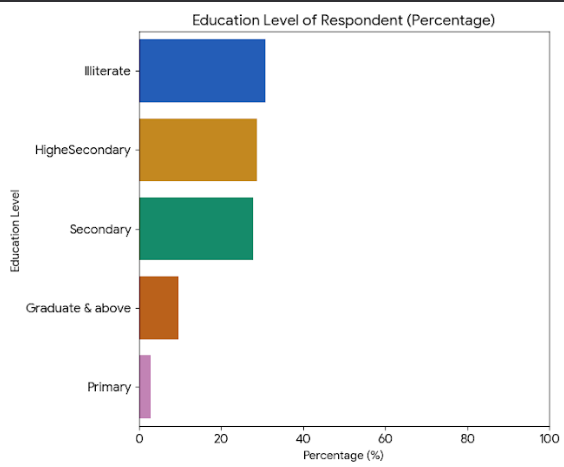 Education Level of Respondent (Percentage)
Illiterate
HigheSecondary
Secondary
Graduate & above
Primary
Education Level
0 20 40 60 80 100
Percentage (%)